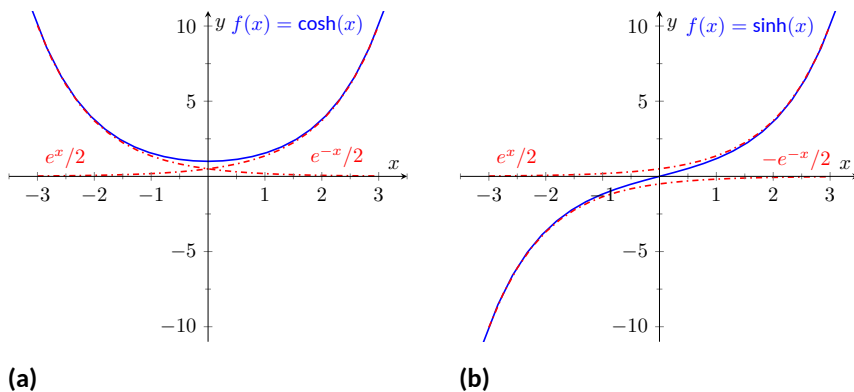 10
y f(x) = cosh(x)
5
e^x/2
e^{-x}/2
x
−3 −2 −1 1 2 3
−5
−10
(a)
10
y f(x) = sinh(x)
5
e^x/2
−e^{-x}/2
x
−3 −2 −1 1 2 3
−5
−10
(b)